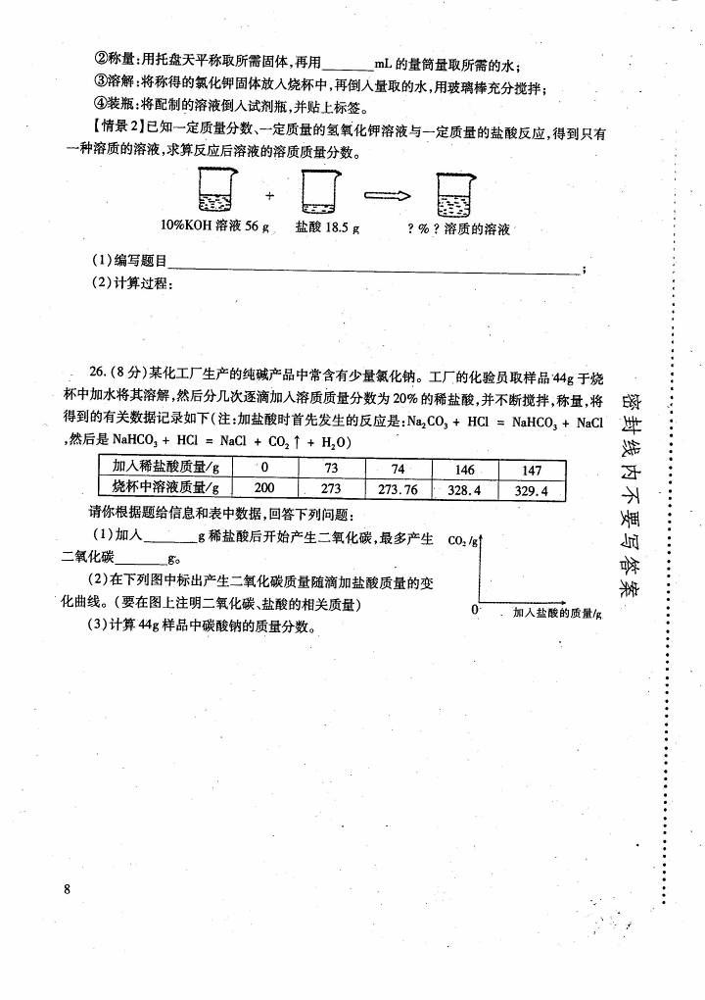 ②称量:用托盘天平称取所需固体,再用________mL 的量筒量取所需的水;
③溶解:将称得的氯化钾固体放入烧杯中,再倒入量取的水,用玻璃棒充分搅拌;
④装瓶:将配制的溶液倒入试剂瓶,并贴上标签。
【情景2】已知一定质量分数、一定质量的氢氧化钾溶液与一定质量的盐酸反应,得到只有
一种溶质的溶液,求算反应后溶液的溶质质量分数。
+
10%KOH 溶液 56 g 盐酸 18.5 g ?%?溶质的溶液
(1)编写题目________________________________________;
(2)计算过程:
26.(8 分)某化工厂生产的纯碱产品中常含有少量氯化钠。工厂的化验员取样品 44g 于烧
杯中加水将其溶解,然后分几次逐滴加入溶质质量分数为 20% 的稀盐酸,并不断搅拌,称量,将
得到的有关数据记录如下(注:加盐酸时首先发生的反应是:Na₂CO₃ + HCl = NaHCO₃ + NaCl
,然后是 NaHCO₃ + HCl = NaCl + CO₂↑ + H₂O)
加入稀盐酸质量/g 0 73 74 146 147
烧杯中溶液质量/g 200 273 273.76 328.4 329.4
请你根据题给信息和表中数据,回答下列问题:
(1)加入________g 稀盐酸后开始产生二氧化碳,最多产生
二氧化碳________g。
(2)在下列图中标出产生二氧化碳质量随滴加盐酸质量的变
化曲线。(要在图上注明二氧化碳、盐酸的相关质量)
(3)计算 44g 样品中碳酸钠的质量分数。
CO₂/g
0
加入盐酸的质量/g
密封线内不要写答案
8